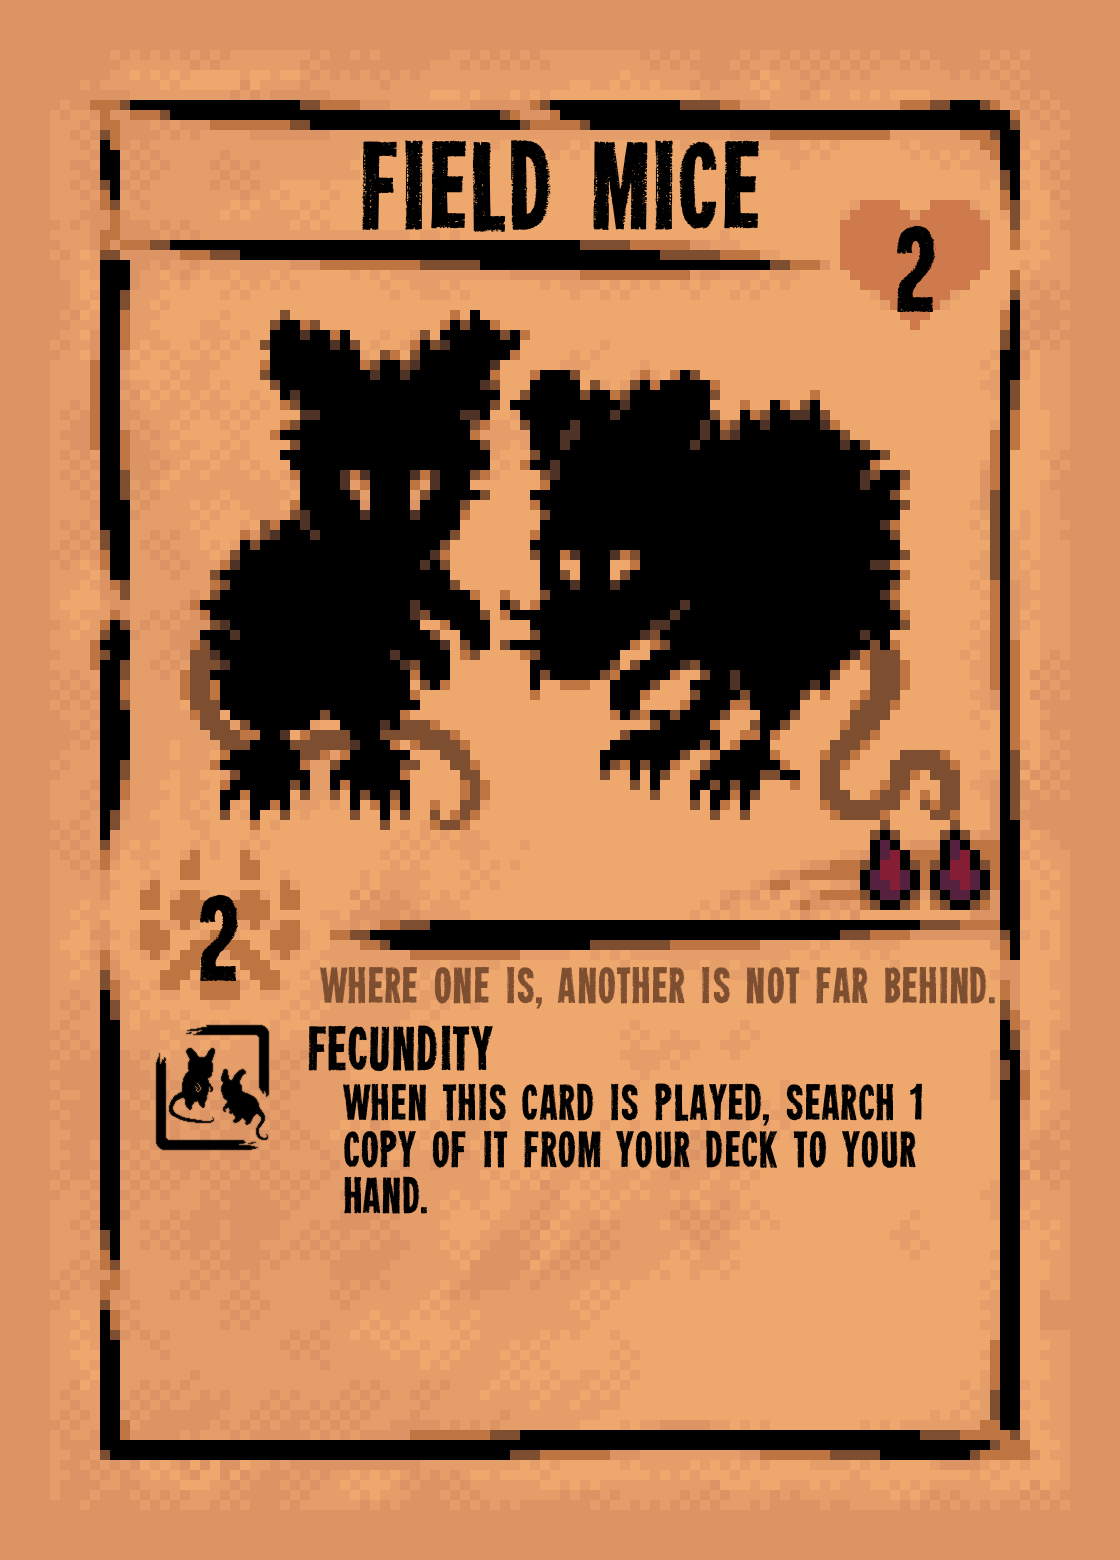 FIELD MICE
2
2
WHERE ONE IS, ANOTHER IS NOT FAR BEHIND.
FECUNDITY
WHEN THIS CARD IS PLAYED, SEARCH 1
COPY OF IT FROM YOUR DECK TO YOUR
HAND.